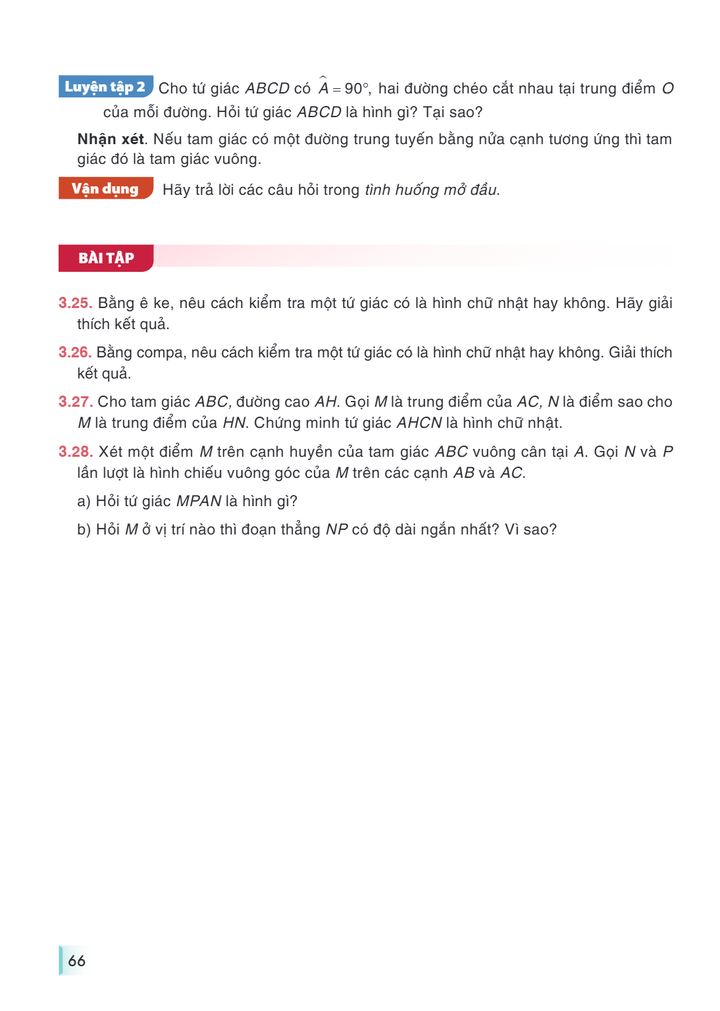 Luyện tập 2 Cho tứ giác ABCD có Â = 90°, hai đường chéo cắt nhau tại trung điểm O
của mỗi đường. Hỏi tứ giác ABCD là hình gì? Tại sao?
Nhận xét. Nếu tam giác có một đường trung tuyến bằng nửa cạnh tương ứng thì tam
giác đó là tam giác vuông.
Vận dụng Hãy trả lời các câu hỏi trong tình huống mở đầu.
BÀI TẬP
3.25. Bằng ê ke, nêu cách kiểm tra một tứ giác có là hình chữ nhật hay không. Hãy giải
thích kết quả.
3.26. Bằng compa, nêu cách kiểm tra một tứ giác có là hình chữ nhật hay không. Giải thích
kết quả.
3.27. Cho tam giác ABC, đường cao AH. Gọi M là trung điểm của AC, N là điểm sao cho
M là trung điểm của HN. Chứng minh tứ giác AHCN là hình chữ nhật.
3.28. Xét một điểm M trên cạnh huyền của tam giác ABC vuông cân tại A. Gọi N và P
lần lượt là hình chiếu vuông góc của M trên các cạnh AB và AC.
a) Hỏi tứ giác MPAN là hình gì?
b) Hỏi M ở vị trí nào thì đoạn thẳng NP có độ dài ngắn nhất? Vì sao?
66